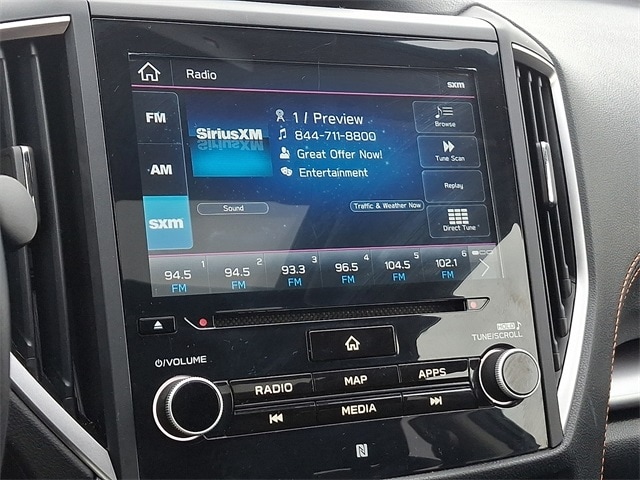 Radio
sxm
FM
AM
sxm
SiriusXM
1 / Preview
844-711-8800
Great Offer Now!
Entertainment
Sound
Traffic & Weather Now
Browse
Tune Scan
Replay
Direct Tune
1 2 3 4 5 6
94.5 94.5 93.3 96.5 104.5 102.1
FM FM FM FM FM FM
HOLD
TUNE/SCROLL
/VOLUME
RADIO MAP APPS
MEDIA
N